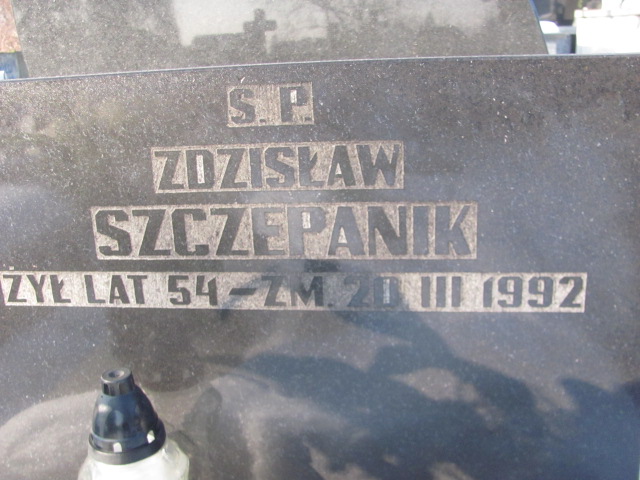 Ś. P.
ZDZISŁAW
SZCZEPANIK
ŻYŁ LAT 54 - ZM. 20 III 1992